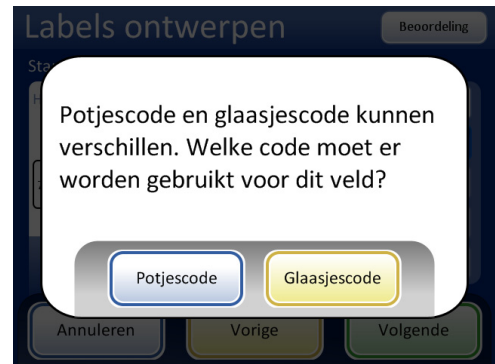 Labels ontwerpen
Beoordeling
Potjescode en glaasjescode kunnen
verschillen. Welke code moet er
worden gebruikt voor dit veld?
Potjescode
Glaasjescode
Annuleren
Vorige
Volgende